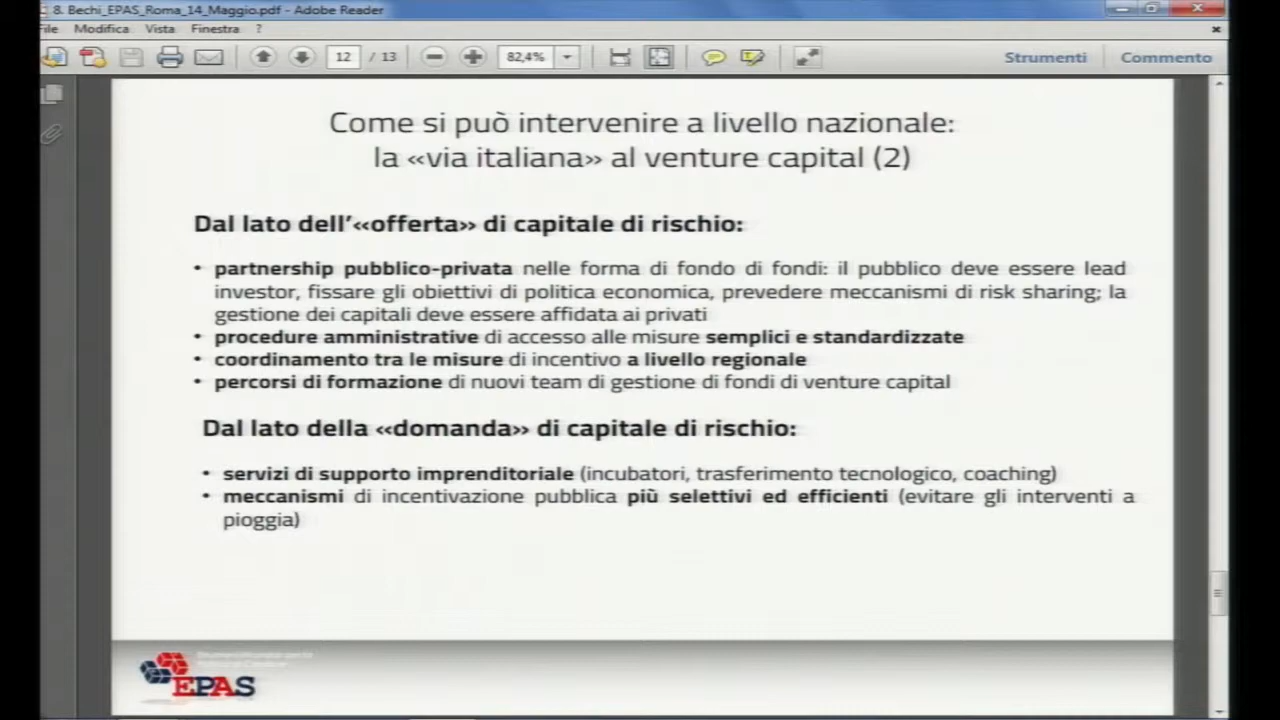 8. Bechi_EPAS_Roma_14_Maggio.pdf - Adobe Reader
File Modifica Vista Finestra ?
12 / 13 82,4% Strumenti Commento
Come si può intervenire a livello nazionale:
la «via italiana» al venture capital (2)
Dal lato dell'«offerta» di capitale di rischio:
• partnership pubblico-privata nelle forma di fondo di fondi: il pubblico deve essere lead
investor, fissare gli obiettivi di politica economica, prevedere meccanismi di risk sharing; la
gestione dei capitali deve essere affidata ai privati
• procedure amministrative di accesso alle misure semplici e standardizzate
• coordinamento tra le misure di incentivo a livello regionale
• percorsi di formazione di nuovi team di gestione di fondi di venture capital
Dal lato della «domanda» di capitale di rischio:
• servizi di supporto imprenditoriale (incubatori, trasferimento tecnologico, coaching)
• meccanismi di incentivazione pubblica più selettivi ed efficienti (evitare gli interventi a
pioggia)
EPAS